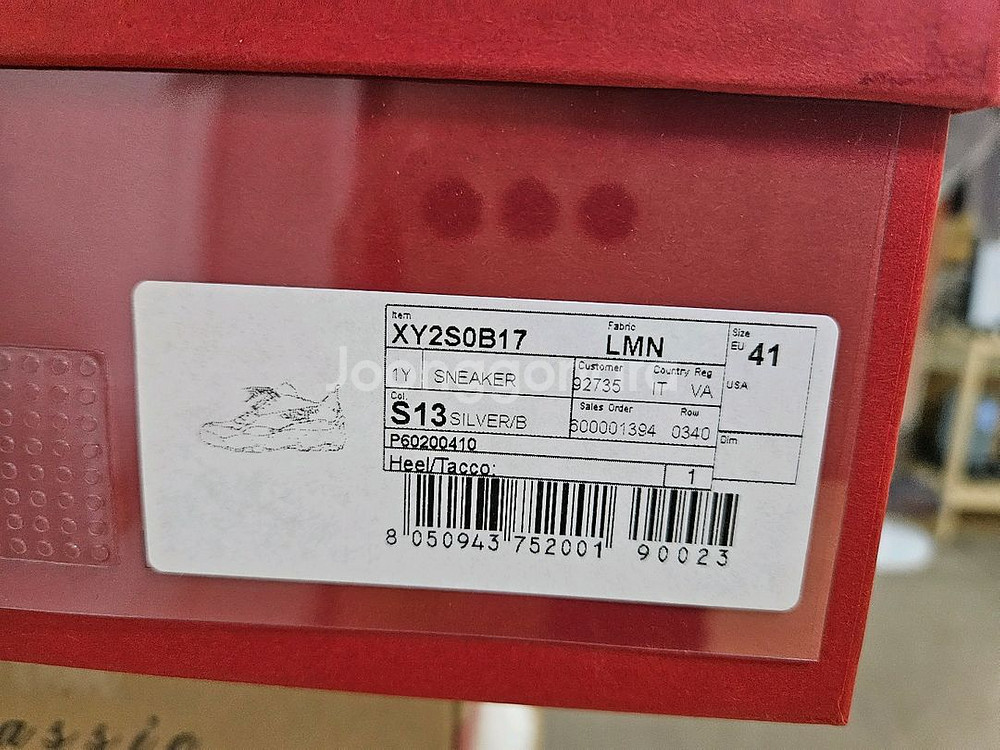 Item
XY2S0B17
Fabric
LMN
Size
EU 41
USA
1Y SNEAKER
Customer
92735
Country Reg
IT VA
Col.
S13 SILVER/B
Sales Order
600001394
Row
0340
Dim
P60200410
Heel/Tacco:
1
8 050943 752001 90023
assic